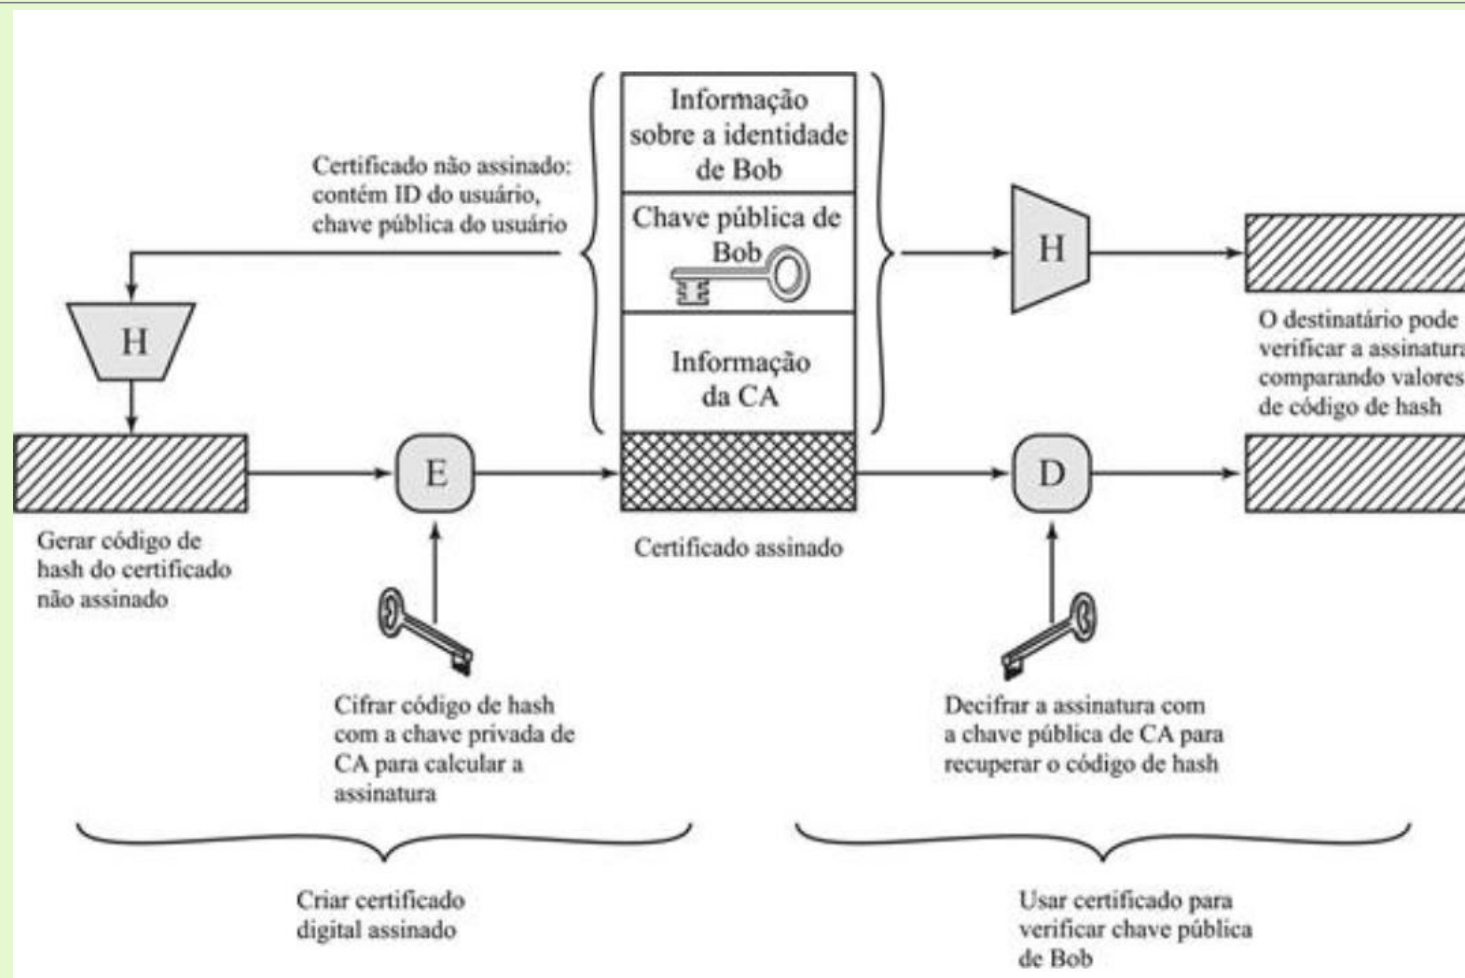 Informação
sobre a identidade
de Bob
Certificado não assinado:
contém ID do usuário,
chave pública do usuário
Chave pública de
Bob
H
H
Informação
da CA
O destinatário pode
verificar a assinatura
comparando valores
de código de hash
E
D
Gerar código de
hash do certificado
não assinado
Certificado assinado
Cifrar código de hash
com a chave privada de
CA para calcular a
assinatura
Decifrar a assinatura com
a chave pública de CA para
recuperar o código de hash
Criar certificado
digital assinado
Usar certificado para
verificar chave pública
de Bob